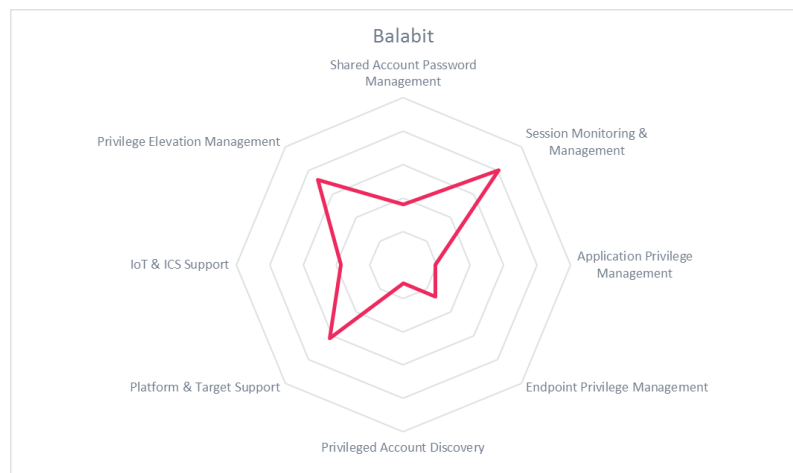 Balabit
Shared Account Password
Management
Session Monitoring &
Management
Privilege Elevation Management
IoT & ICS Support
Application Privilege
Management
Platform & Target Support
Endpoint Privilege Management
Privileged Account Discovery